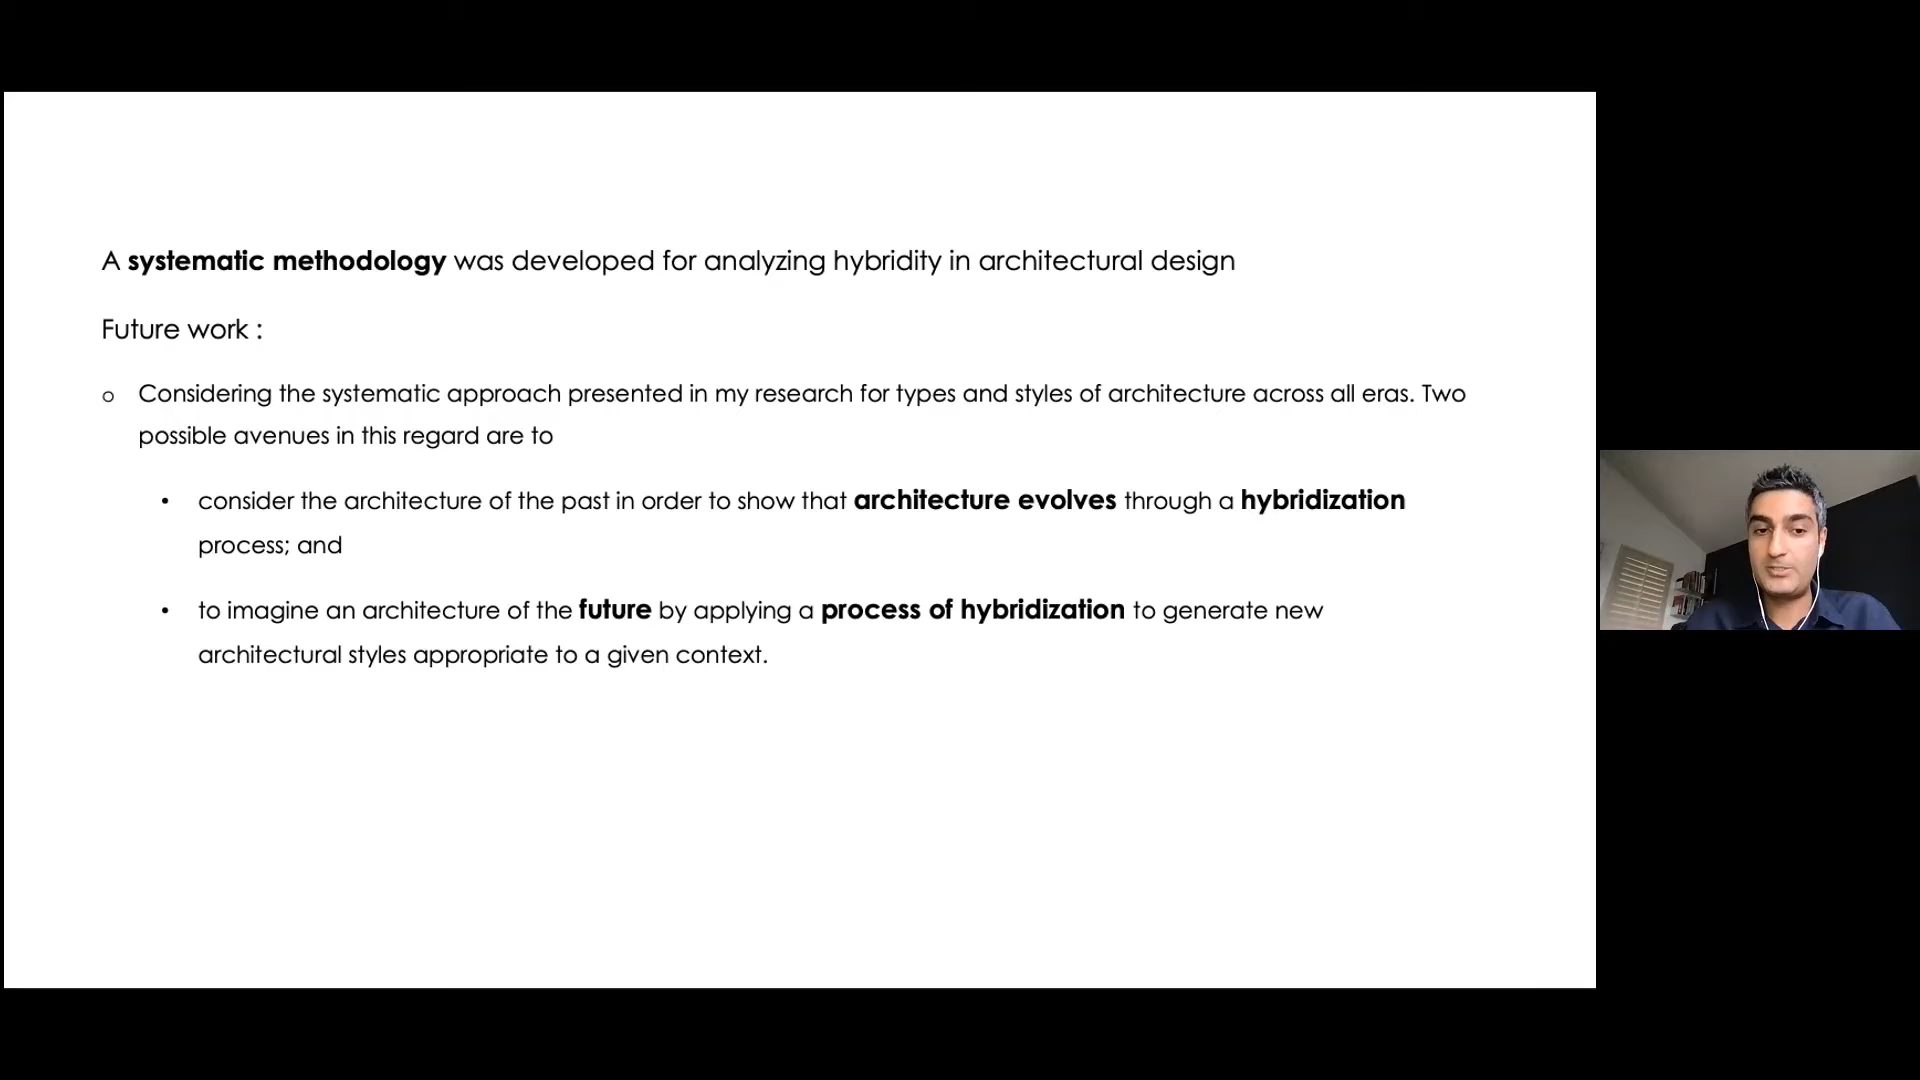 A systematic methodology was developed for analyzing hybridity in architectural design
Future work :
o Considering the systematic approach presented in my research for types and styles of architecture across all eras. Two
possible avenues in this regard are to
• consider the architecture of the past in order to show that architecture evolves through a hybridization
process; and
• to imagine an architecture of the future by applying a process of hybridization to generate new
architectural styles appropriate to a given context.